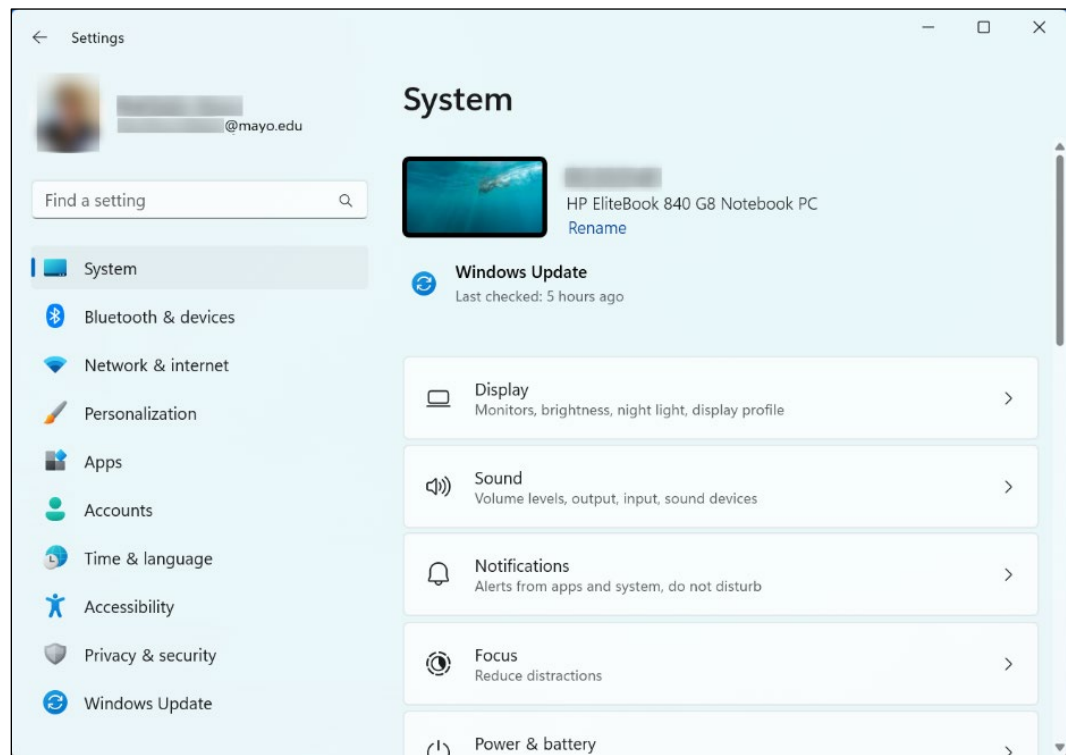 Settings
@mayo.edu
Find a setting
System
Bluetooth & devices
Network & internet
Personalization
Apps
Accounts
Time & language
Accessibility
Privacy & security
Windows Update
System
HP EliteBook 840 G8 Notebook PC
Rename
Windows Update
Last checked: 5 hours ago
Display
Monitors, brightness, night light, display profile
Sound
Volume levels, output, input, sound devices
Notifications
Alerts from apps and system, do not disturb
Focus
Reduce distractions
Power & battery